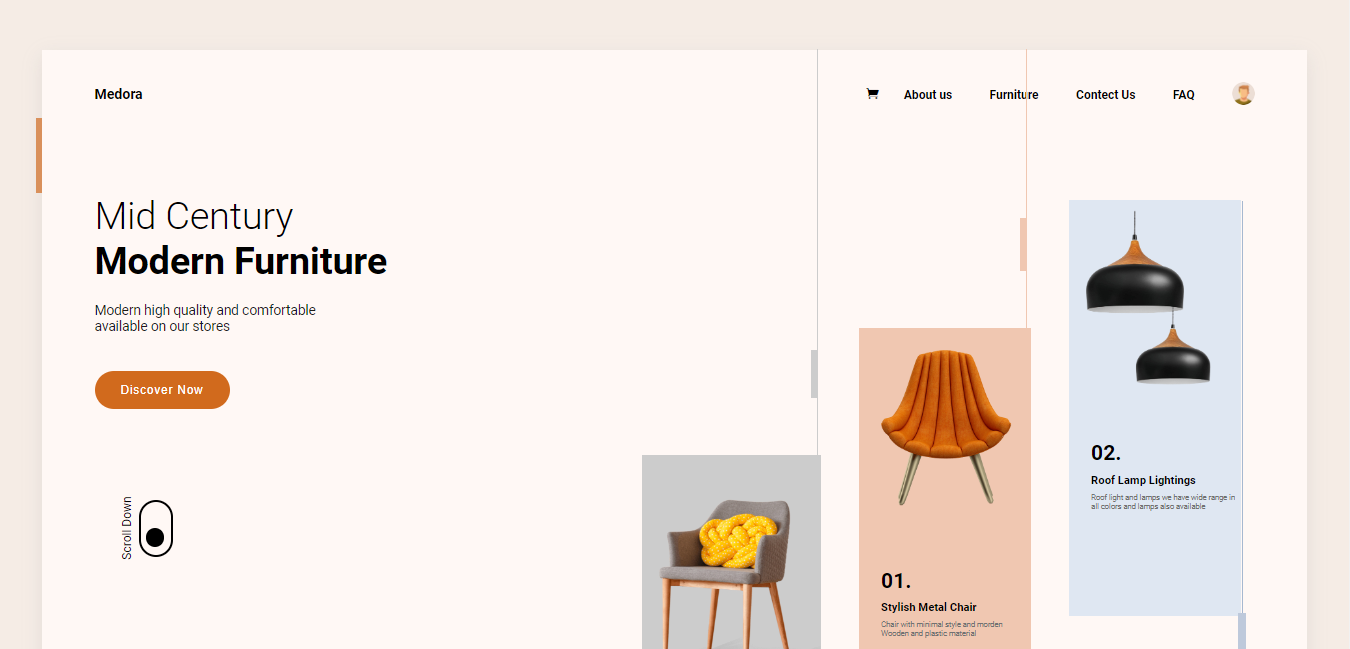 Medora
About us
Furniture
Contect Us
FAQ
Mid Century
Modern Furniture
Modern high quality and comfortable
available on our stores
Discover Now
Scroll Down
01.
Stylish Metal Chair
Chair with minimal style and morden
Wooden and plastic material
02.
Roof Lamp Lightings
Roof light and lamps we have wide range in
all colors and lamps also available